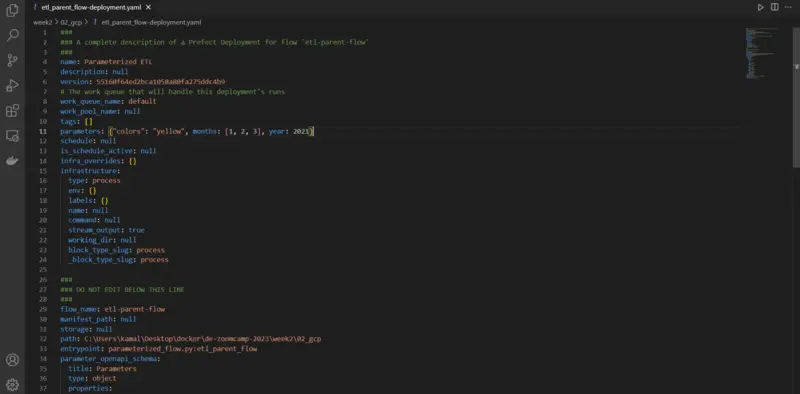 etl_parent_flow-deployment.yaml
week2 > 02_gcp > etl_parent_flow-deployment.yaml
1 ###
2 ### A complete description of a Prefect Deployment for flow 'etl-parent-flow'
3 ###
4 name: Parameterized ETL
5 description: null
6 version: 55160f64ed2bca1050a80fa275ddc4b9
7 # The work queue that will handle this deployment's runs
8 work_queue_name: default
9 work_pool_name: null
10 tags: []
11 parameters: {"colors": "yellow", months: [1, 2, 3], year: 2021}
12 schedule: null
13 is_schedule_active: null
14 infra_overrides: {}
15 infrastructure:
16 type: process
17 env: {}
18 labels: {}
19 name: null
20 command: null
21 stream_output: true
22 working_dir: null
23 block_type_slug: process
24 _block_type_slug: process
25
26 ###
27 ### DO NOT EDIT BELOW THIS LINE
28 ###
29 flow_name: etl-parent-flow
30 manifest_path: null
31 storage: null
32 path: C:\Users\kamal\Desktop\docker\de-zoomcamp-2023\week2\02_gcp
33 entrypoint: parameterized_flow.py:etl_parent_flow
34 parameter_openapi_schema:
35 title: Parameters
36 type: object
37 properties: